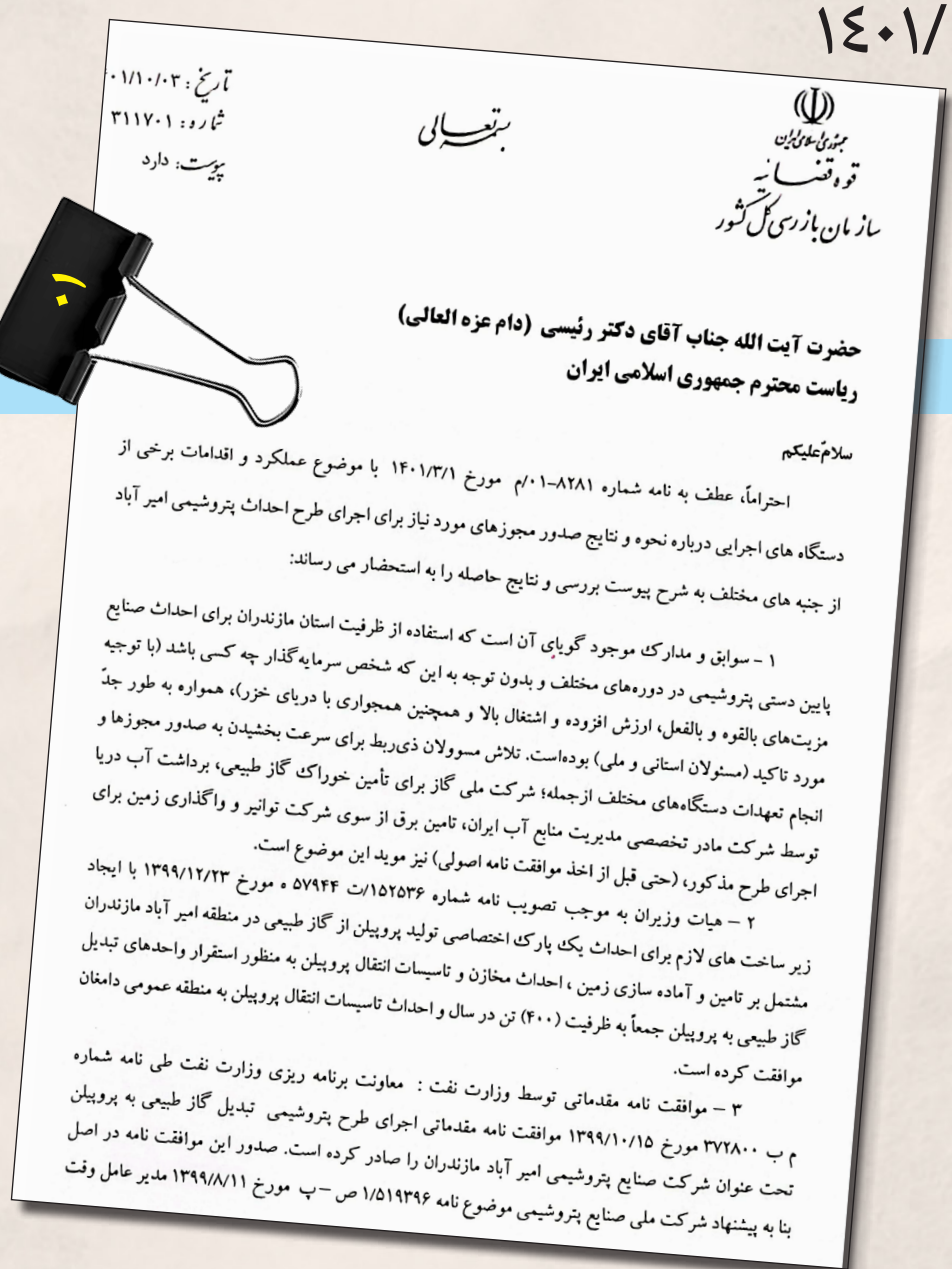 ۱٤۰۱/
جمهوری اسلامی ایران
قوه قضائیه
سازمان بازرسی کل کشور
بسمه تعالی
تاریخ: ۰۱/۱۰/۰۳
شماره: ۳۱۱۷۰۱
پیوست: دارد
۰۱
حضرت آیت الله جناب آقای دکتر رئیسی (دام عزه العالی)
ریاست محترم جمهوری اسلامی ایران
سلامٌ‌علیکم
احتراماً، عطف به نامه شماره ۸۲۸۱-۰۱/م مورخ ۱۴۰۱/۳/۱ با موضوع عملکرد و اقدامات برخی از
دستگاه های اجرایی درباره نحوه و نتایج صدور مجوزهای مورد نیاز برای اجرای طرح احداث پتروشیمی امیر آباد
از جنبه های مختلف به شرح پیوست بررسی و نتایج حاصله را به استحضار می رساند:
۱ - سوابق و مدارک موجود گویای آن است که استفاده از ظرفیت استان مازندران برای احداث صنایع
پایین دستی پتروشیمی در دوره‌های مختلف و بدون توجه به این که شخص سرمایه‌گذار چه کسی باشد (با توجیه
مزیت‌های بالقوه و بالفعل، ارزش افزوده و اشتغال بالا و همچنین همجواری با دریای خزر)، همواره به طور جدّ
مورد تاکید (مسئولان استانی و ملی) بوده‌است. تلاش مسوولان ذی‌ربط برای سرعت بخشیدن به صدور مجوزها و
انجام تعهدات دستگاه‌های مختلف ازجمله؛ شرکت ملی گاز برای تأمین خوراک گاز طبیعی، برداشت آب دریا
توسط شرکت مادر تخصصی مدیریت منابع آب ایران، تامین برق از سوی شرکت توانیر و واگذاری زمین برای
اجرای طرح مذکور، (حتی قبل از اخذ موافقت نامه اصولی) نیز موید این موضوع است.
۲ – هیات وزیران به موجب تصویب نامه شماره ۱۵۲۵۳۶/ت ۵۷۹۴۴ ه مورخ ۱۳۹۹/۱۲/۲۳ با ایجاد
زیر ساخت های لازم برای احداث یک پارک اختصاصی تولید پروپیلن از گاز طبیعی در منطقه امیر آباد مازندران
مشتمل بر تامین و آماده سازی زمین ، احداث مخازن و تاسیسات انتقال پروپیلن به منظور استقرار واحدهای تبدیل
گاز طبیعی به پروپیلن جمعاً به ظرفیت (۴۰۰) تن در سال و احداث تاسیسات انتقال پروپیلن به منطقه عمومی دامغان
موافقت کرده است.
۳ – موافقت نامه مقدماتی توسط وزارت نفت : معاونت برنامه ریزی وزارت نفت طی نامه شماره
م ب ۳۷۲۸۰۰ مورخ ۱۳۹۹/۱۰/۱۵ موافقت نامه مقدماتی اجرای طرح پتروشیمی تبدیل گاز طبیعی به پروپیلن
تحت عنوان شرکت صنایع پتروشیمی امیر آباد مازندران را صادر کرده است. صدور این موافقت نامه در اصل
بنا به پیشنهاد شرکت ملی صنایع پتروشیمی موضوع نامه ۱/۵۱۹۳۹۶ ص –پ مورخ ۱۳۹۹/۸/۱۱ مدیر عامل وقت